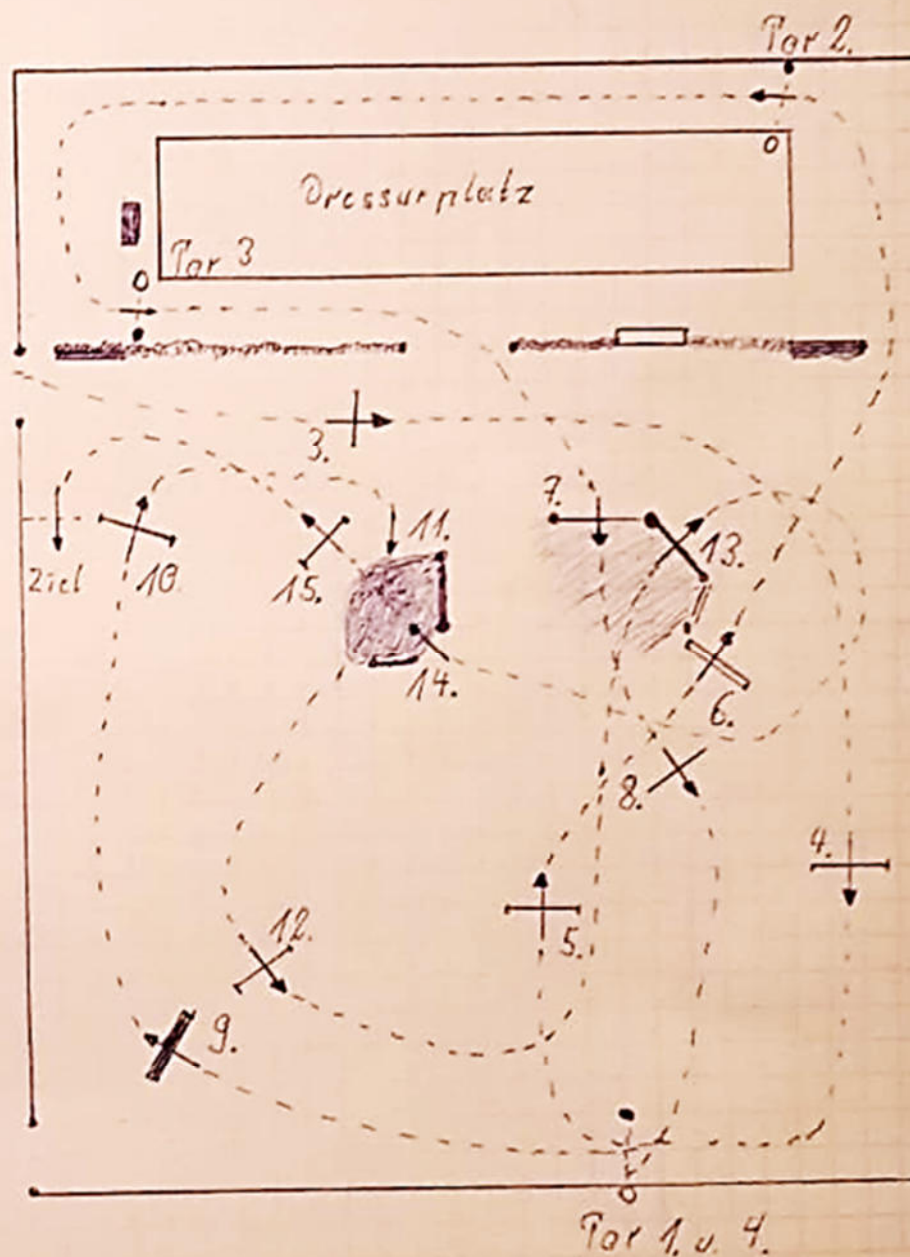 Tor 2.
Dressurplatz
Tor 3
3.
7.
11.
13.
Ziel
10.
15.
14.
6.
8.
4.
12.
5.
9.
Tor 1. u. 4.